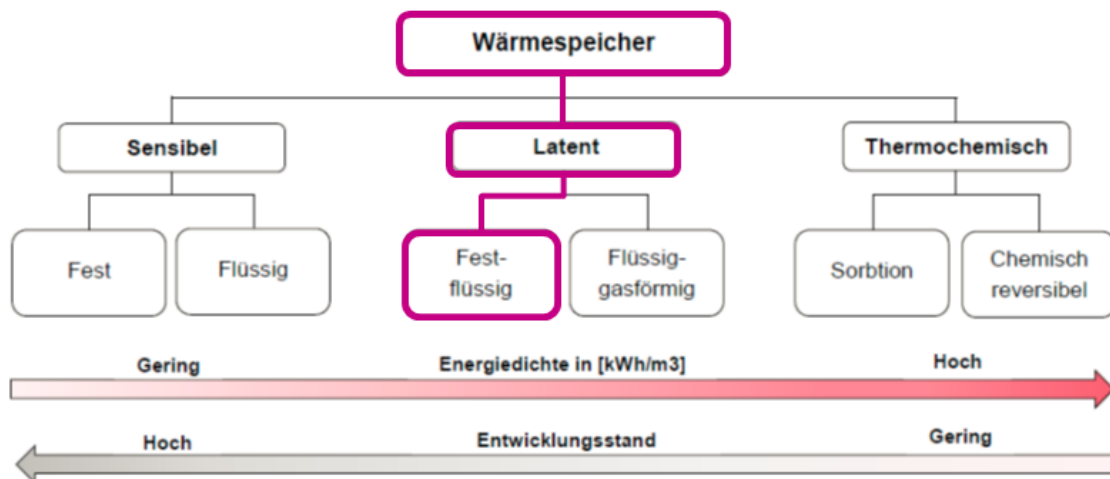 Wärmespeicher
Sensibel
Latent
Thermochemisch
Fest
Flüssig
Fest-
flüssig
Flüssig-
gasförmig
Sorbtion
Chemisch
reversibel
Gering
Energiedichte in [kWh/m3]
Hoch
Hoch
Entwicklungsstand
Gering